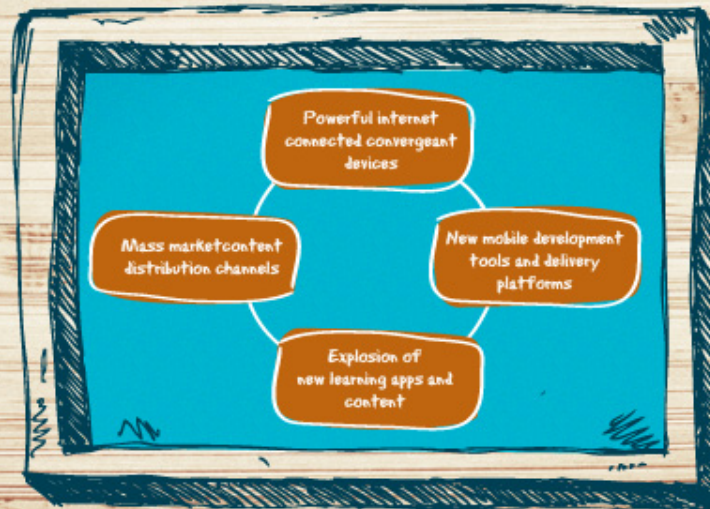 Powerful internet
connected convergeant
devices
Mass marketcontent
distribution channels
New mobile development
tools and delivery
platforms
Explosion of
new learning apps and
content